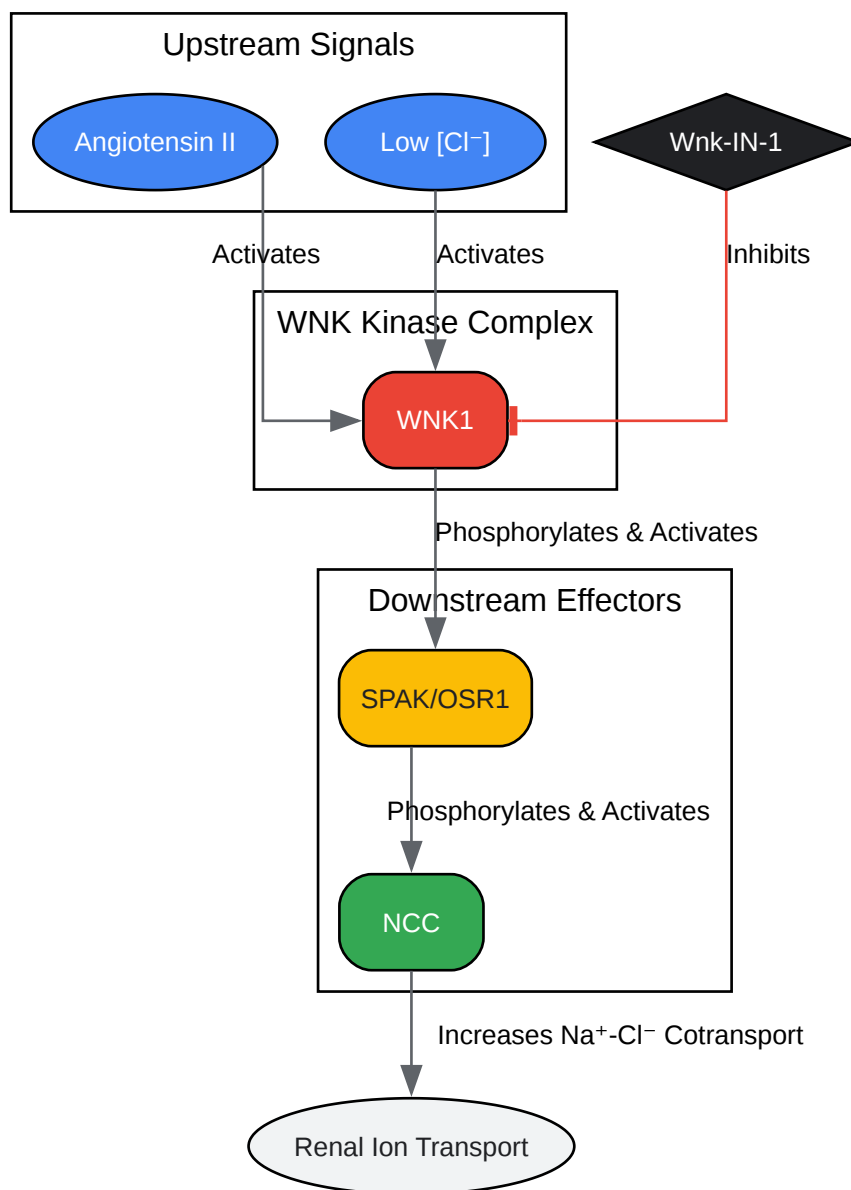 Upstream Signals
Angiotensin II
Low [Cl⁻]
Wnk-IN-1
Activates
Activates
Inhibits
WNK Kinase Complex
WNK1
Phosphorylates & Activates
Downstream Effectors
SPAK/OSR1
Phosphorylates & Activates
NCC
Increases Na⁺-Cl⁻ Cotransport
Renal Ion Transport